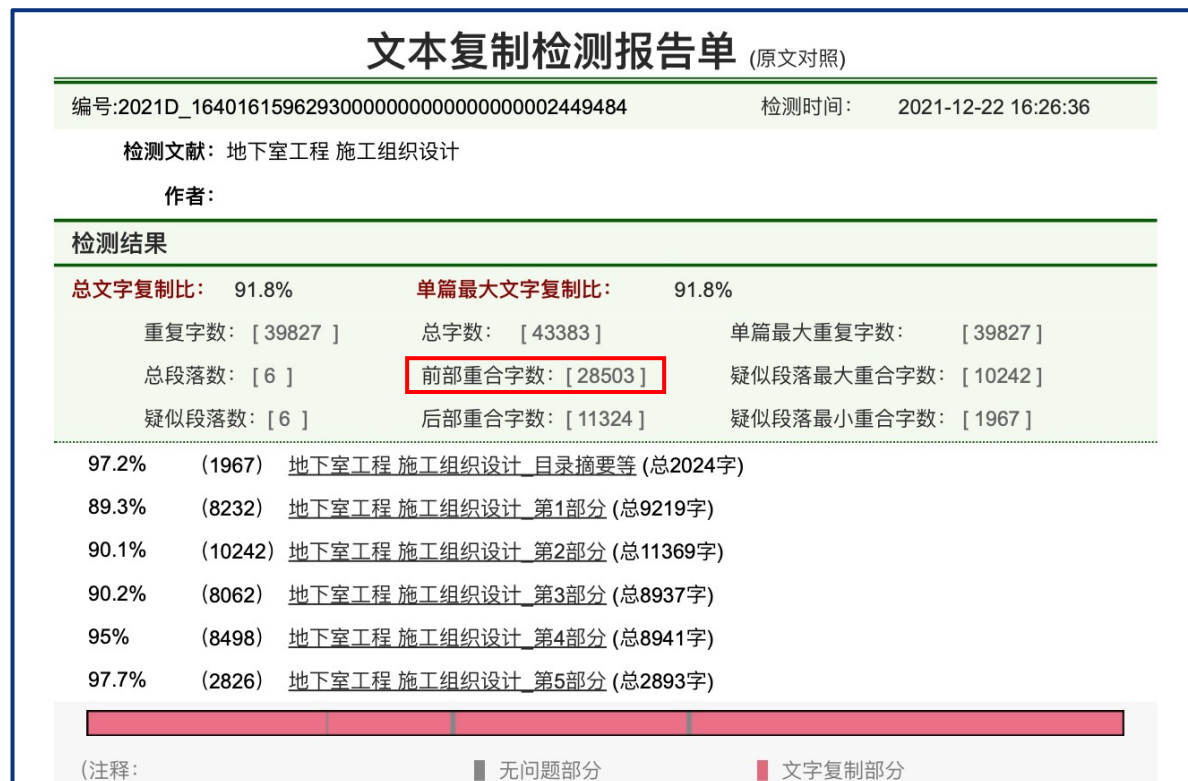 文本复制检测报告单 (原文对照)
编号:2021D_16401615962930000000000000000002449484 检测时间: 2021-12-22 16:26:36
检测文献: 地下室工程 施工组织设计
作者:
检测结果
总文字复制比: 91.8% 单篇最大文字复制比: 91.8%
重复字数: [ 39827 ] 总字数: [ 43383 ] 单篇最大重复字数: [ 39827 ]
总段落数: [ 6 ] 前部重合字数: [ 28503 ] 疑似段落最大重合字数: [ 10242 ]
疑似段落数: [ 6 ] 后部重合字数: [ 11324 ] 疑似段落最小重合字数: [ 1967 ]
97.2% (1967) 地下室工程 施工组织设计_目录摘要等 (总2024字)
89.3% (8232) 地下室工程 施工组织设计_第1部分 (总9219字)
90.1% (10242) 地下室工程 施工组织设计_第2部分 (总11369字)
90.2% (8062) 地下室工程 施工组织设计_第3部分 (总8937字)
95% (8498) 地下室工程 施工组织设计_第4部分 (总8941字)
97.7% (2826) 地下室工程 施工组织设计_第5部分 (总2893字)
(注释: 无问题部分 文字复制部分